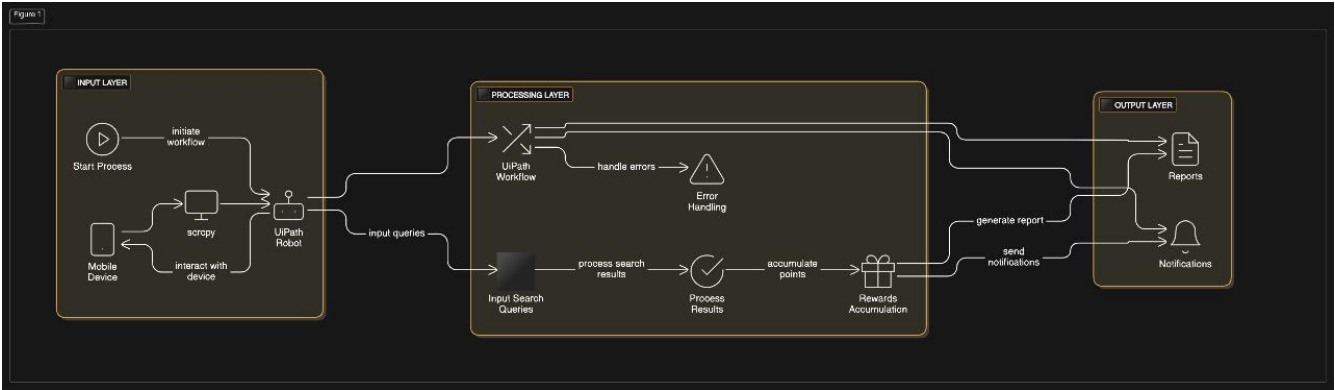 Figure 1
INPUT LAYER
initiate
workflow
Start Process
scrcpy
UiPath
Robot
Mobile
Device
interact with
device
input queries
PROCESSING LAYER
UiPath
Workflow
handle errors
Error
Handling
Input Search
Queries
process search
results
Process
Results
accumulate
points
Rewards
Accumulation
generate report
send
notifications
OUTPUT LAYER
Reports
Notifications